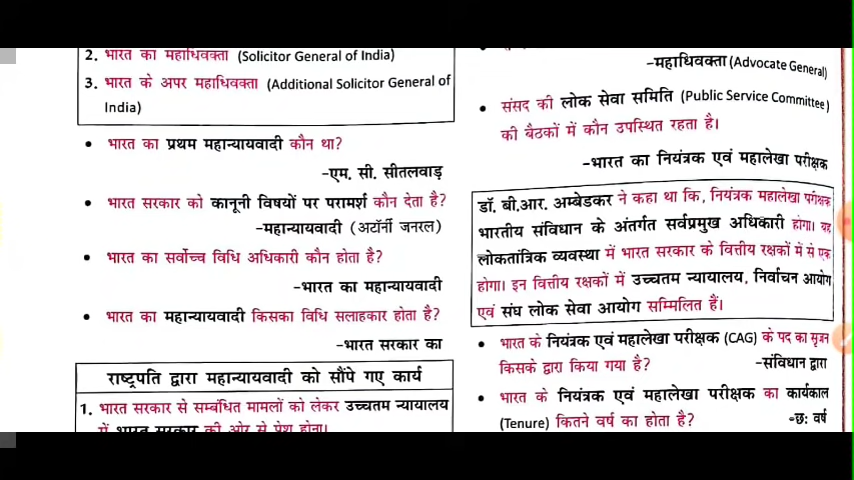 2. भारत का महाधिवक्ता (Solicitor General of India)
3. भारत के अपर महाधिवक्ता (Additional Solicitor General of
India)
• भारत का प्रथम महान्यायवादी कौन था?
-एम. सी. सीतलवाड़
• भारत सरकार को कानूनी विषयों पर परामर्श कौन देता है?
-महान्यायवादी (अटॉर्नी जनरल)
• भारत का सर्वोच्च विधि अधिकारी कौन होता है?
-भारत का महान्यायवादी
• भारत का महान्यायवादी किसका विधि सलाहकार होता है?
-भारत सरकार का
राष्ट्रपति द्वारा महान्यायवादी को सौंपे गए कार्य
1. भारत सरकार से सम्बंधित मामलों को लेकर उच्चतम न्यायालय
में भारत सरकार की ओर से पेश होना।
-महाधिवक्ता (Advocate General)
• संसद की लोक सेवा समिति (Public Service Committee)
की बैठकों में कौन उपस्थित रहता है।
-भारत का नियंत्रक एवं महालेखा परीक्षक
डॉ. बी.आर. अम्बेडकर ने कहा था कि, नियंत्रक महालेखा परीक्षक
भारतीय संविधान के अंतर्गत सर्वप्रमुख अधिकारी होगा। यह
लोकतांत्रिक व्यवस्था में भारत सरकार के वित्तीय रक्षकों में से एक
होगा। इन वित्तीय रक्षकों में उच्चतम न्यायालय, निर्वाचन आयोग
एवं संघ लोक सेवा आयोग सम्मिलित हैं।
• भारत के नियंत्रक एवं महालेखा परीक्षक (CAG) के पद का सृजन
किसके द्वारा किया गया है? -संविधान द्वारा
• भारत के नियंत्रक एवं महालेखा परीक्षक का कार्यकाल
(Tenure) कितने वर्ष का होता है? -छः वर्ष